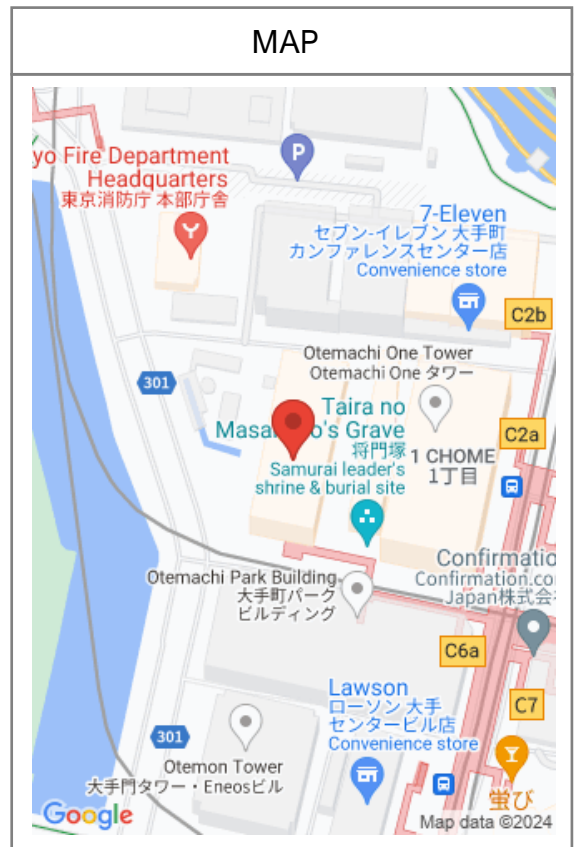 MAP
yo Fire Department
Headquarters
東京消防庁 本部庁舎
P
7-Eleven
セブン-イレブン 大手町
カンファレンスセンター店
Convenience store
C2b
Otemachi One Tower
Otemachi One タワー
301
Taira no
Grave
将門塚
Samurai leader's
shrine & burial site
1 CHOME
1丁目
C2a
Confirmatio
Confirmation.co
Japan株式会
Otemachi Park Building
大手町パーク
ビルディング
C6a
C7
Lawson
ローソン 大手
センタービル店
Convenience store
301
Otemon Tower
大手門タワー・Eneosビル
蛍び
Google
Map data ©2024